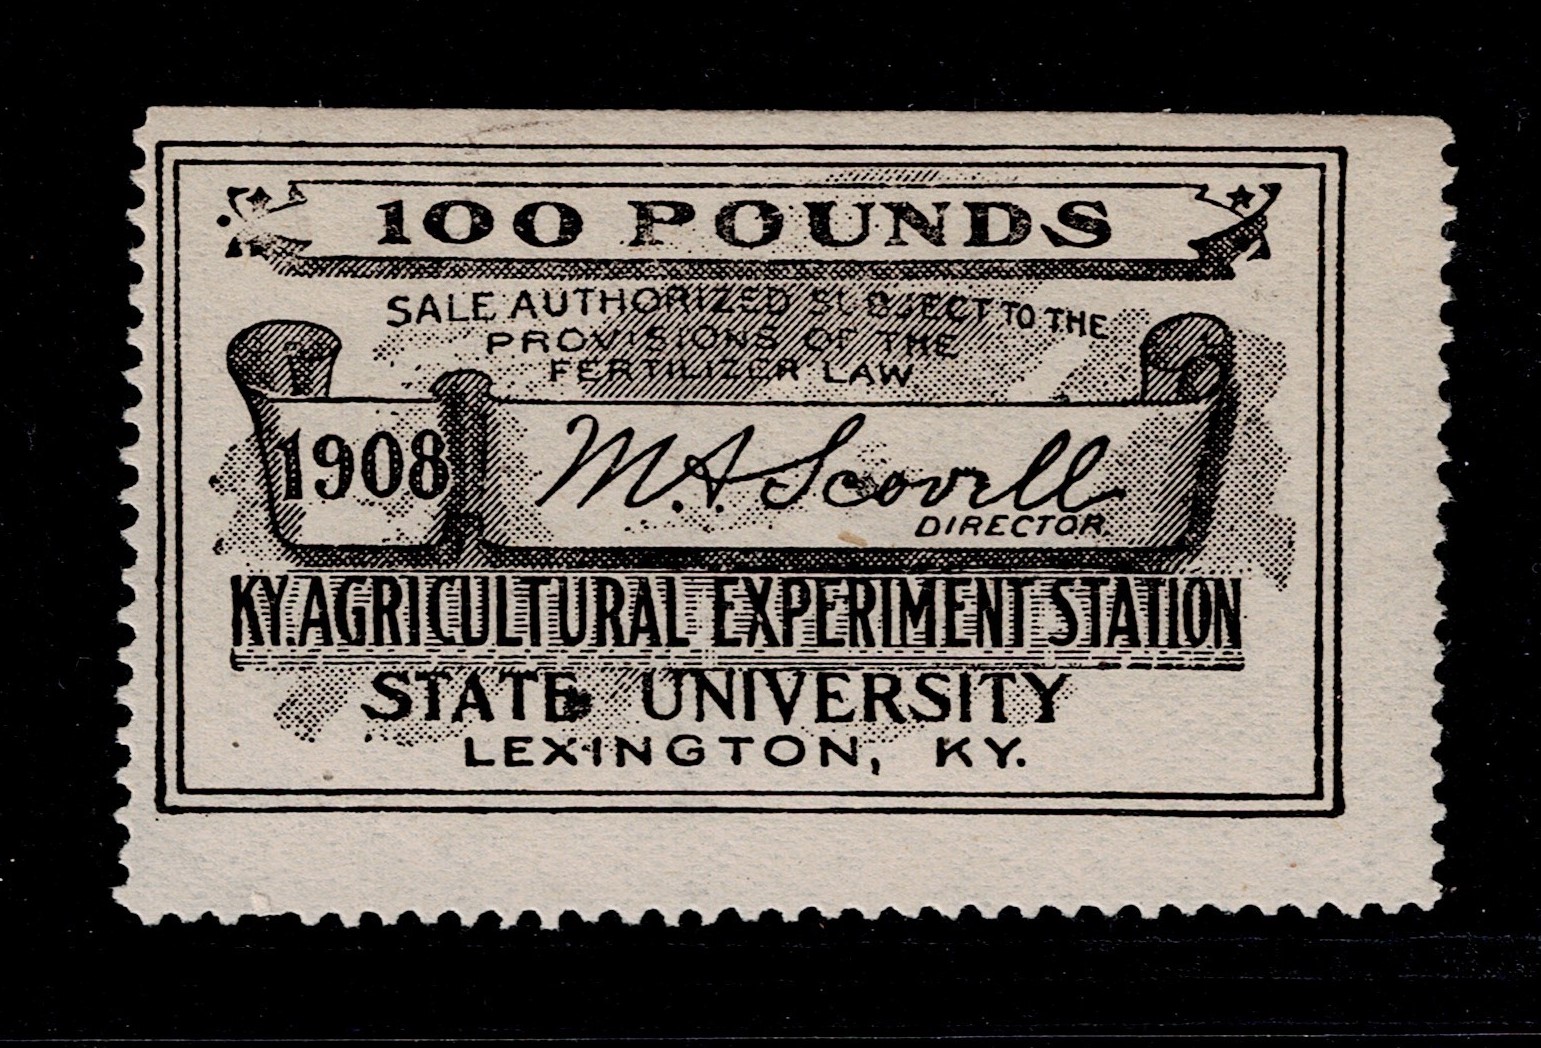 100 POUNDS
SALE AUTHORIZED SUBJECT TO THE
PROVISIONS OF THE
FERTILIZER LAW
1908
M. A. Scovell
DIRECTOR
KY. AGRICULTURAL EXPERIMENT STATION
STATE UNIVERSITY
LEXINGTON, KY.